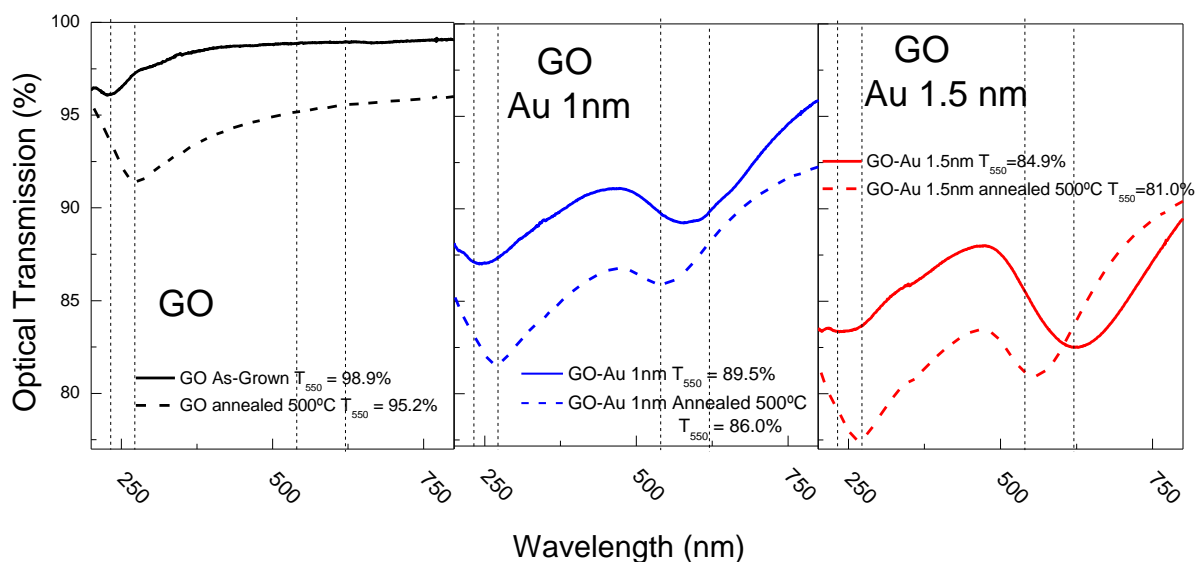 Optical Transmission (%)
100
95
90
85
80
GO
GO As-Grown T550 = 98.9%
GO annealed 500ºC T550 = 95.2%
250
500
750
GO
Au 1nm
GO-Au 1nm T550 = 89.5%
GO-Au 1nm Annealed 500ºC
T550 = 86.0%
250
500
750
GO
Au 1.5 nm
GO-Au 1.5nm T550 =84.9%
GO-Au 1.5nm annealed 500ºC T550 =81.0%
250
500
750
Wavelength (nm)